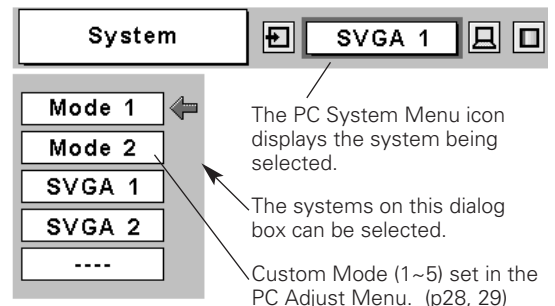 System
SVGA 1
Mode 1
Mode 2
SVGA 1
SVGA 2
----
The PC System Menu icon
displays the system being
selected.
The systems on this dialog
box can be selected.
Custom Mode (1~5) set in the
PC Adjust Menu. (p28, 29)